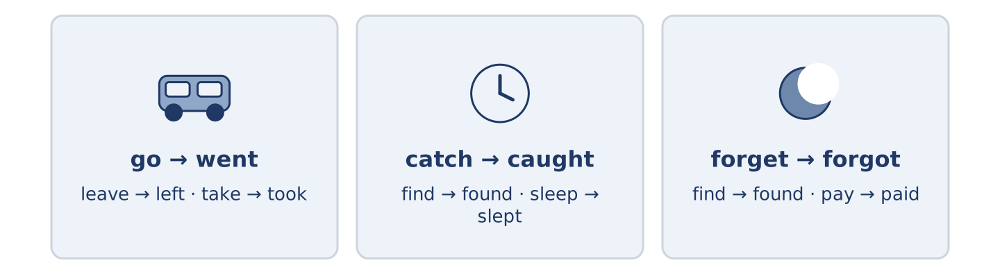 go → went
leave → left · take → took
catch → caught
find → found · sleep →
slept
forget → forgot
find → found · pay → paid